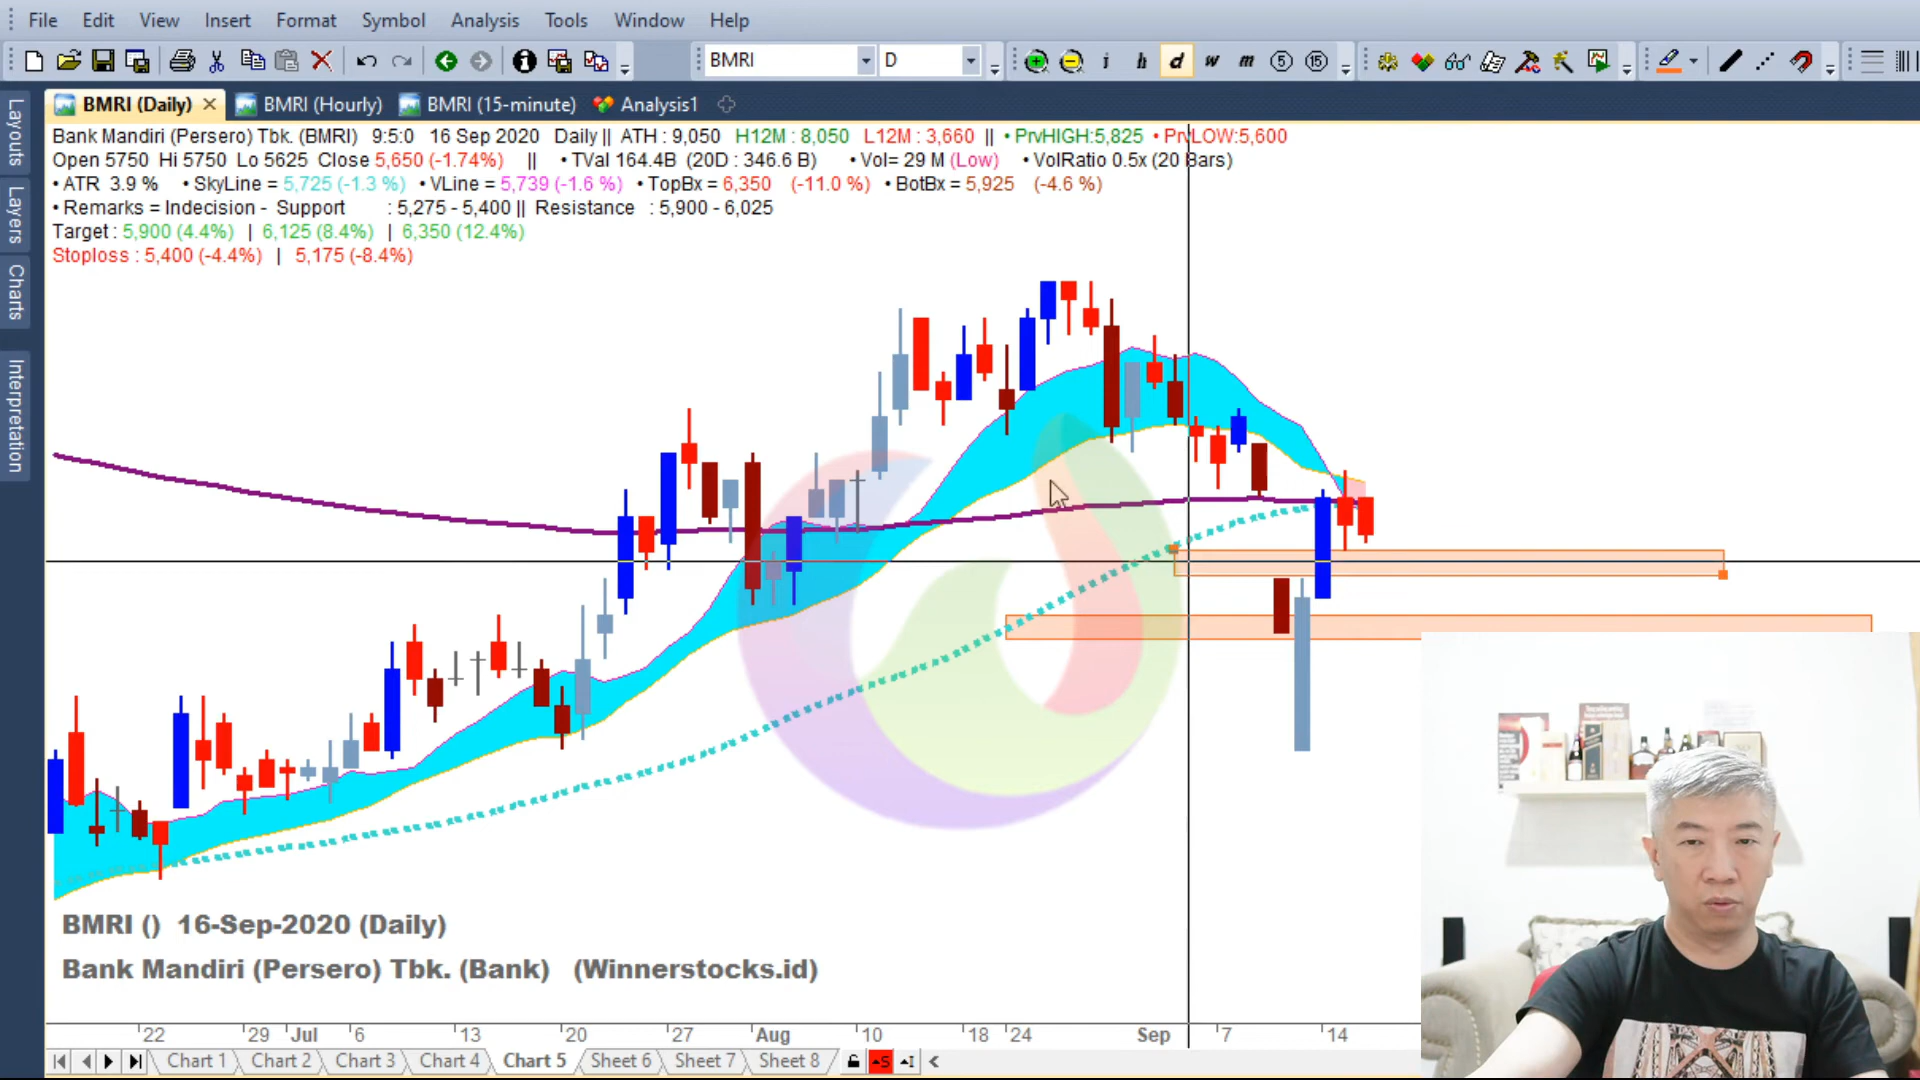 File Edit View Insert Format Symbol Analysis Tools Window Help
BMRI D i h d w m 5 15
BMRI (Daily) BMRI (Hourly) BMRI (15-minute) Analysis1
Layouts
Layers
Charts
Interpretation
Bank Mandiri (Persero) Tbk. (BMRI) 9:5:0 16 Sep 2020 Daily || ATH : 9,050 H12M : 8,050 L12M : 3,660 || • PrvHIGH:5,825 • PrvLOW:5,600
Open 5750 Hi 5750 Lo 5625 Close 5,650 (-1.74%) || • TVal 164.4B (20D : 346.6 B) • Vol= 29 M (Low) • VolRatio 0.5x (20 Bars)
• ATR 3.9 % • SkyLine = 5,725 (-1.3 %) • VLine = 5,739 (-1.6 %) • TopBx = 6,350 (-11.0 %) • BotBx = 5,925 (-4.6 %)
• Remarks = Indecision - Support : 5,275 - 5,400 || Resistance : 5,900 - 6,025
Target : 5,900 (4.4%) | 6,125 (8.4%) | 6,350 (12.4%)
Stoploss : 5,400 (-4.4%) | 5,175 (-8.4%)
BMRI () 16-Sep-2020 (Daily)
Bank Mandiri (Persero) Tbk. (Bank) (Winnerstocks.id)
22 29 Jul 6 13 20 27 Aug 10 18 24 Sep 7 14
Chart 1 Chart 2 Chart 3 Chart 4 Chart 5 Sheet 6 Sheet 7 Sheet 8 S I <